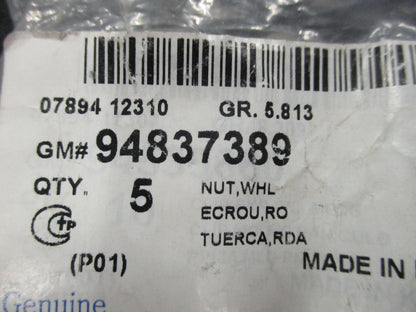 07894 12310 GR. 5.813
GM# 94837389
QTY. 5 NUT,WHL
ECROU,RO
TUERCA,RDA
(P01) MADE IN
Genuine